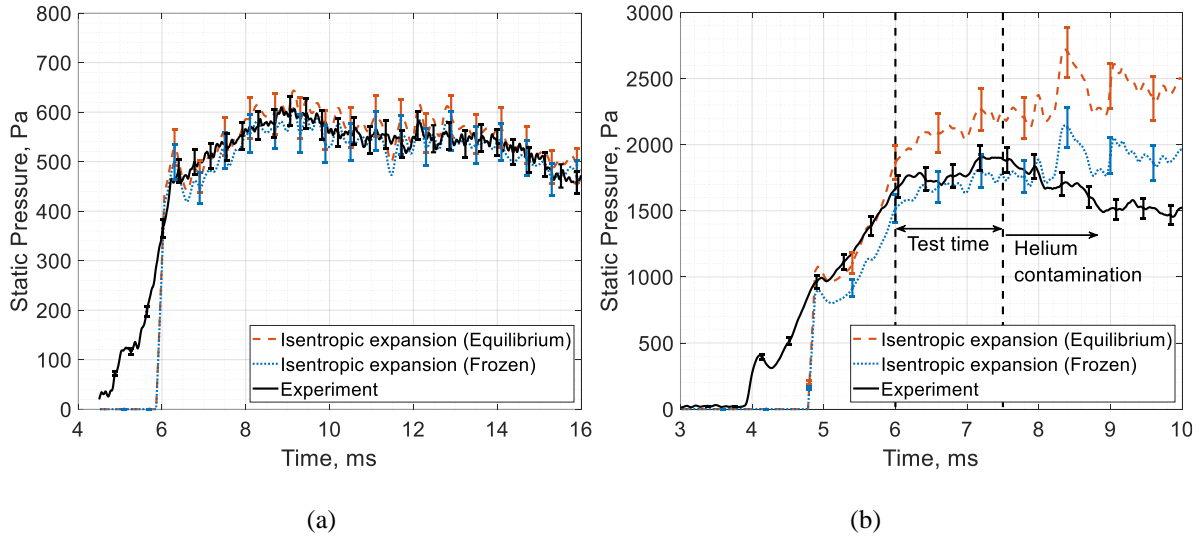 800
700
600
500
400
300
200
100
0
Static Pressure, Pa
4 6 8 10 12 14 16
Time, ms
Isentropic expansion (Equilibrium)
Isentropic expansion (Frozen)
Experiment
(a)
3000
2500
2000
1500
1000
500
0
Static Pressure, Pa
3 4 5 6 7 8 9 10
Time, ms
Test time
Helium
contamination
Isentropic expansion (Equilibrium)
Isentropic expansion (Frozen)
Experiment
(b)